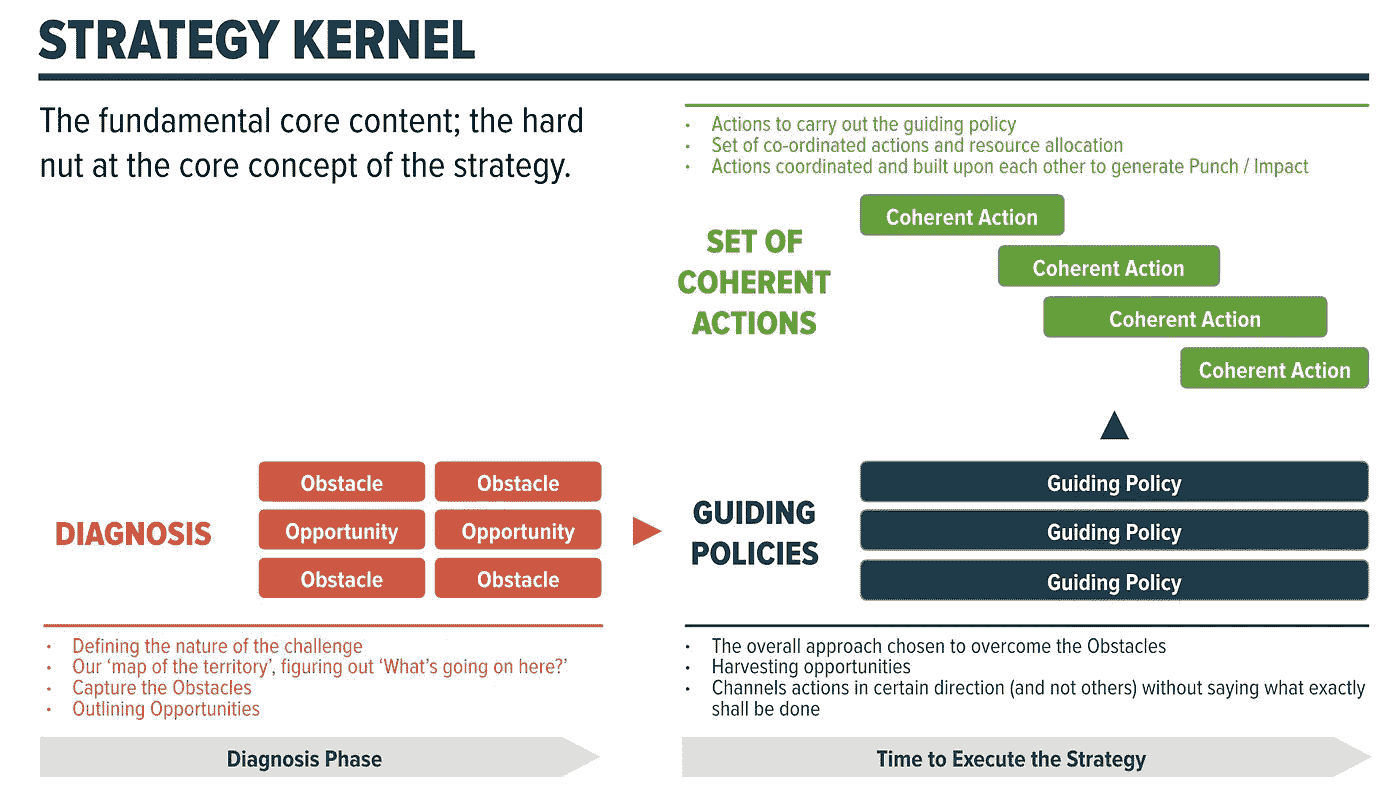 STRATEGY KERNEL
The fundamental core content; the hard
nut at the core concept of the strategy.
• Actions to carry out the guiding policy
• Set of co-ordinated actions and resource allocation
• Actions coordinated and built upon each other to generate Punch / Impact
SET OF
COHERENT
ACTIONS
Coherent Action
Coherent Action
Coherent Action
Coherent Action
DIAGNOSIS
Obstacle
Obstacle
Opportunity
Opportunity
Obstacle
Obstacle
GUIDING
POLICIES
Guiding Policy
Guiding Policy
Guiding Policy
• Defining the nature of the challenge
• Our ‘map of the territory’, figuring out ‘What’s going on here?’
• Capture the Obstacles
• Outlining Opportunities
• The overall approach chosen to overcome the Obstacles
• Harvesting opportunities
• Channels actions in certain direction (and not others) without saying what exactly
shall be done
Diagnosis Phase
Time to Execute the Strategy